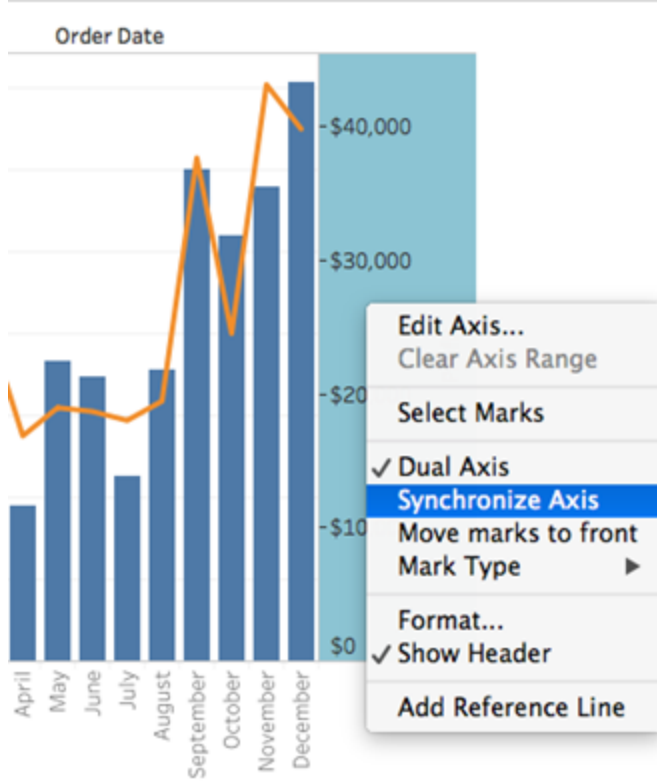 Order Date
$40,000
$30,000
$20
$10
$0
April
May
June
July
August
September
October
November
December
Edit Axis...
Clear Axis Range
Select Marks
✓ Dual Axis
Synchronize Axis
Move marks to front
Mark Type ▶
Format...
✓ Show Header
Add Reference Line